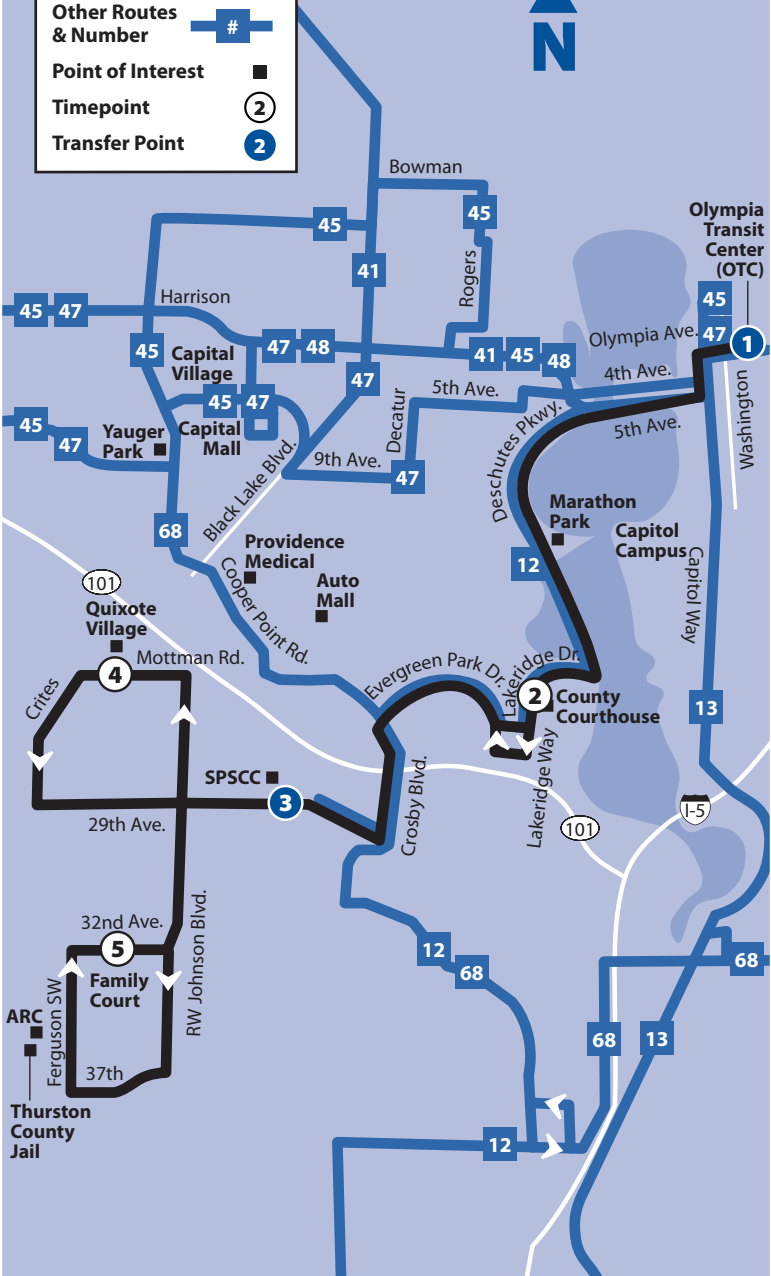 Other Routes
& Number
#
Point of Interest
Timepoint
2
Transfer Point
2
N
Bowman
45
45
Rogers
Olympia
Transit
Center
(OTC)
41
45
47
Harrison
45
47
Olympia Ave.
1
45
Capital
Village
47
48
41
45
48
4th Ave.
47
5th Ave.
Decatur
45
47
Deschutes Pkwy.
5th Ave.
Washington
45
47
Yauger
Park
Capital
Mall
Black Lake Blvd.
9th Ave.
47
68
Marathon
Park
Capitol
Campus
Providence
Medical
Auto
Mall
Cooper Point Rd.
12
Capitol Way
101
Quixote
Village
4
Mottman Rd.
Crites
Evergreen Park Dr.
Lakeridge Dr.
2
County
Courthouse
Lakeridge Way
13
SPSCC
3
29th Ave.
Crosby Blvd.
101
I-5
32nd Ave.
5
Family
Court
RW Johnson Blvd.
12
68
68
ARC
Ferguson SW
37th
68
13
Thurston
County
Jail
12